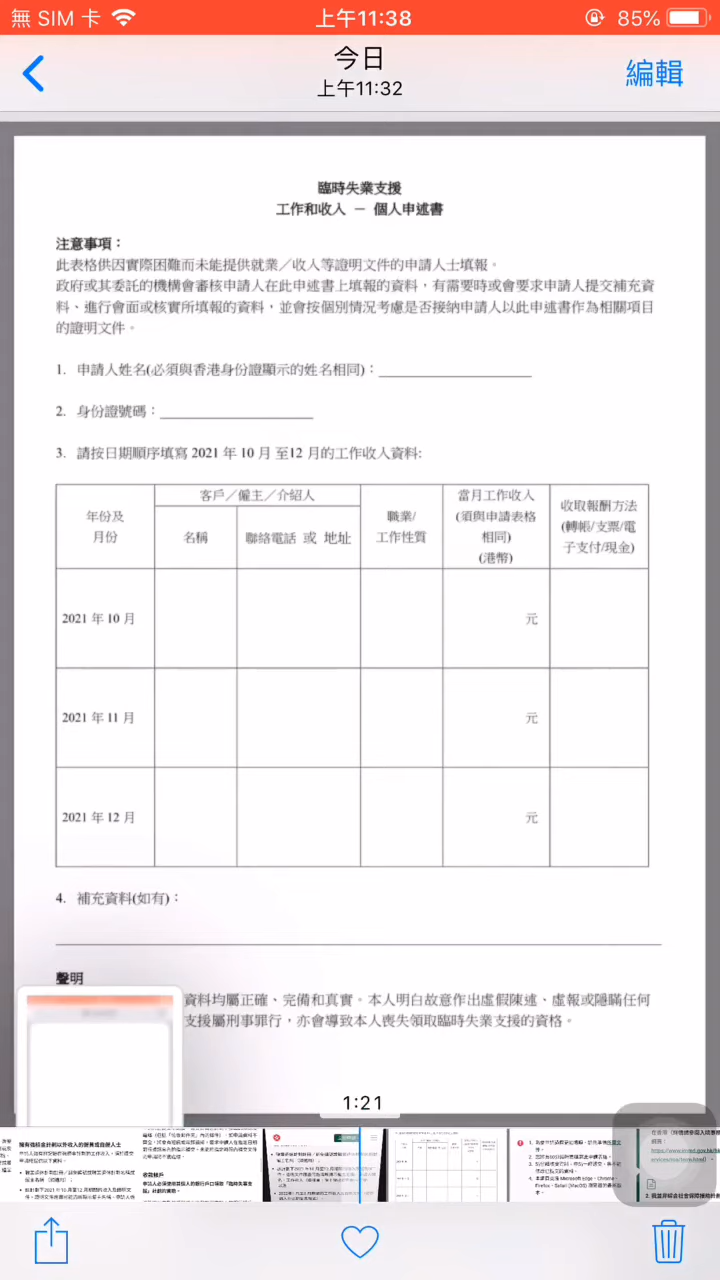 無 SIM 卡
上午11:38
85%
今日
上午11:32
編輯
臨時失業支援
工作和收入 － 個人申述書
注意事項：
此表格供因實際困難而未能提供就業／收入等證明文件的申請人士填報。
政府或其委託的機構會審核申請人在此申述書上填報的資料，有需要時或會要求申請人提交補充資
料、進行會面或核實所填報的資料，並會按個別情況考慮是否接納申請人以此申述書作為相關項目
的證明文件。
1. 申請人姓名(必須與香港身份證顯示的姓名相同)：
2. 身份證號碼：
3. 請按日期順序填寫 2021 年 10 月 至12 月的工作收入資料:
年份及
月份
客戶／僱主／介紹人
名稱
聯絡電話 或 地址
職業/
工作性質
當月工作收入
(須與申請表格
相同)
(港幣)
收取報酬方法
(轉帳/支票/電
子支付/現金)
2021 年 10 月
元
2021 年 11 月
元
2021 年 12 月
元
4. 補充資料(如有)：
聲明
資料均屬正確、完備和真實。本人明白故意作出虛假陳述、虛報或隱瞞任何
支援屬刑事罪行，亦會導致本人喪失領取臨時失業支援的資格。
1:21